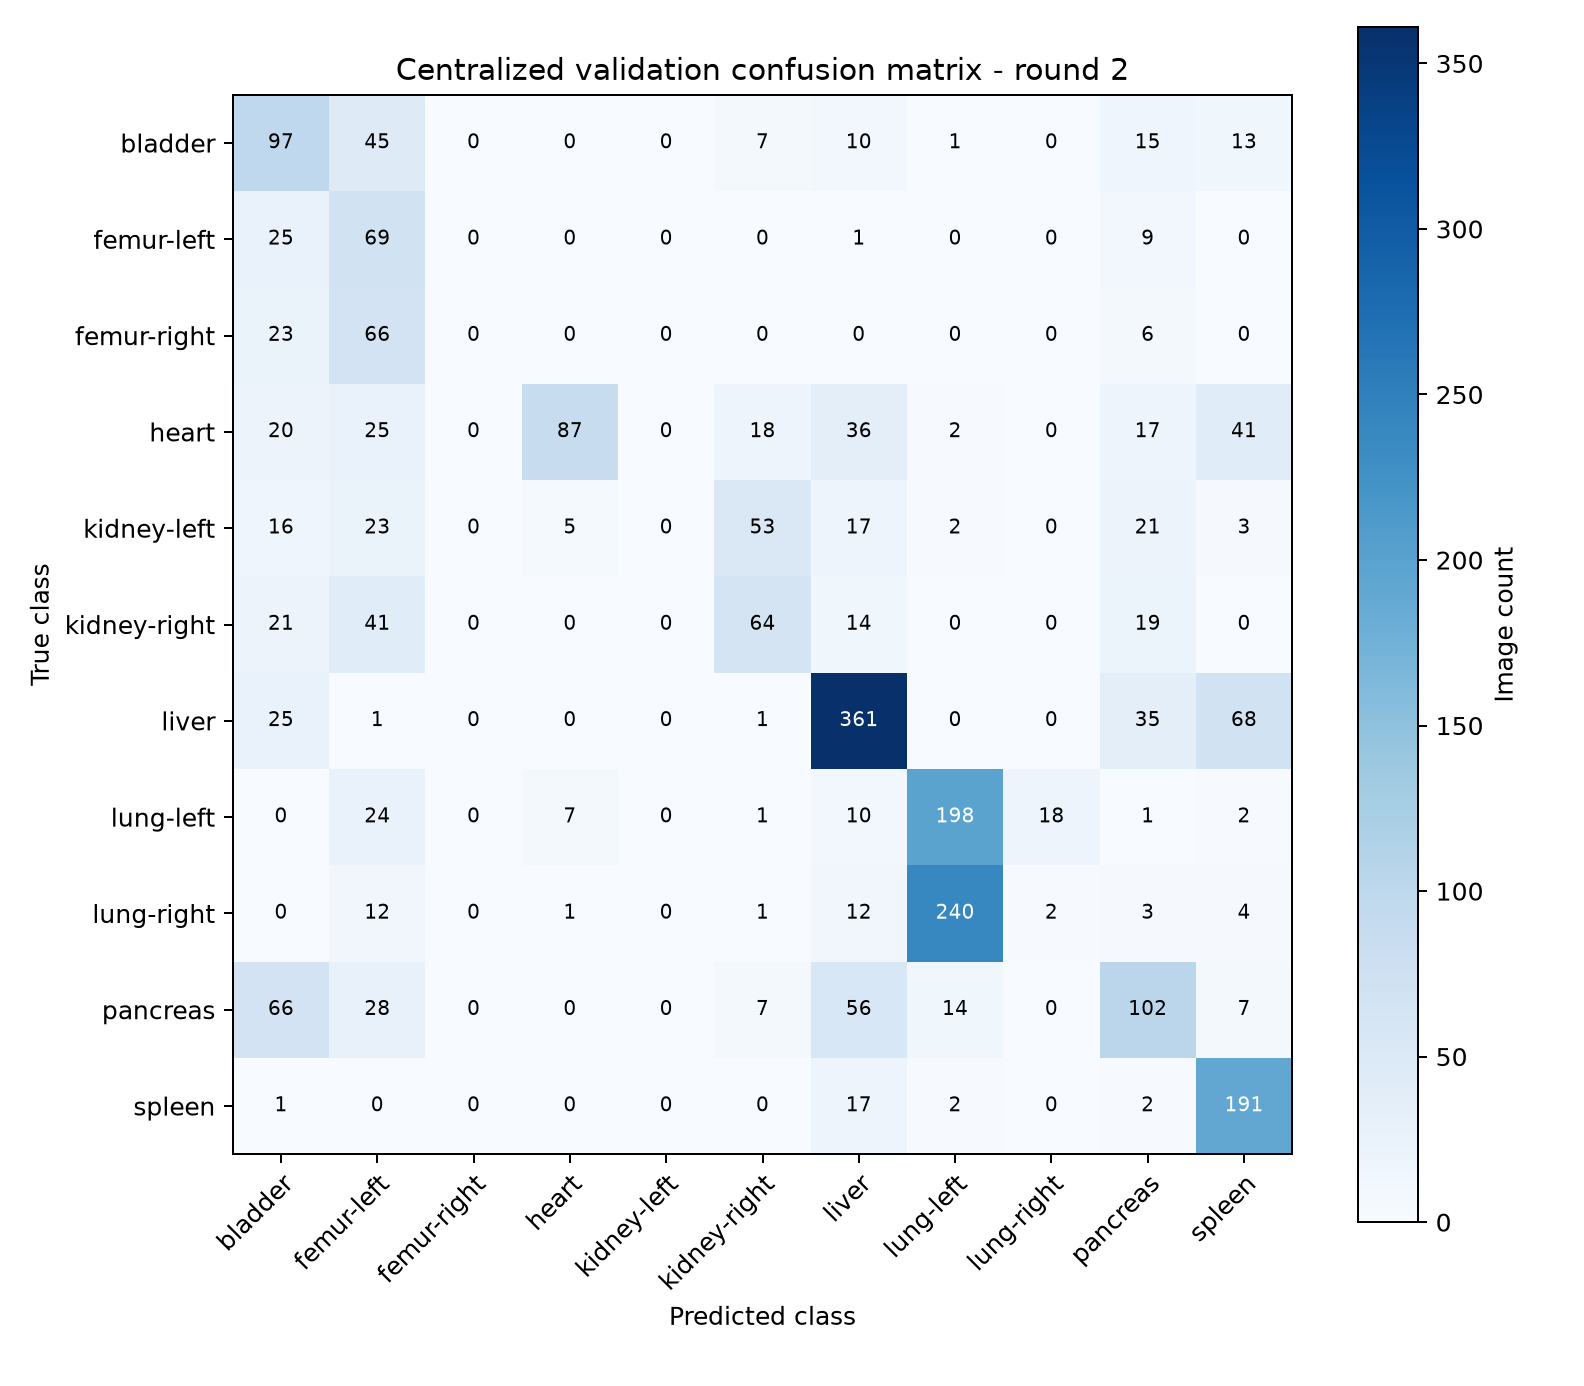 Centralized validation confusion matrix - round 2
bladder 97 45 0 0 0 7 10 1 0 15 13
femur-left 25 69 0 0 0 0 1 0 0 9 0
femur-right 23 66 0 0 0 0 0 0 0 6 0
heart 20 25 0 87 0 18 36 2 0 17 41
kidney-left 16 23 0 5 0 53 17 2 0 21 3
kidney-right 21 41 0 0 0 64 14 0 0 19 0
liver 25 1 0 0 0 1 361 0 0 35 68
lung-left 0 24 0 7 0 1 10 198 18 1 2
lung-right 0 12 0 1 0 1 12 240 2 3 4
pancreas 66 28 0 0 0 7 56 14 0 102 7
spleen 1 0 0 0 0 0 17 2 0 2 191
True class
bladder femur-left femur-right heart kidney-left kidney-right liver lung-left lung-right pancreas spleen
Predicted class
350
300
250
200
150
100
50
0
Image count